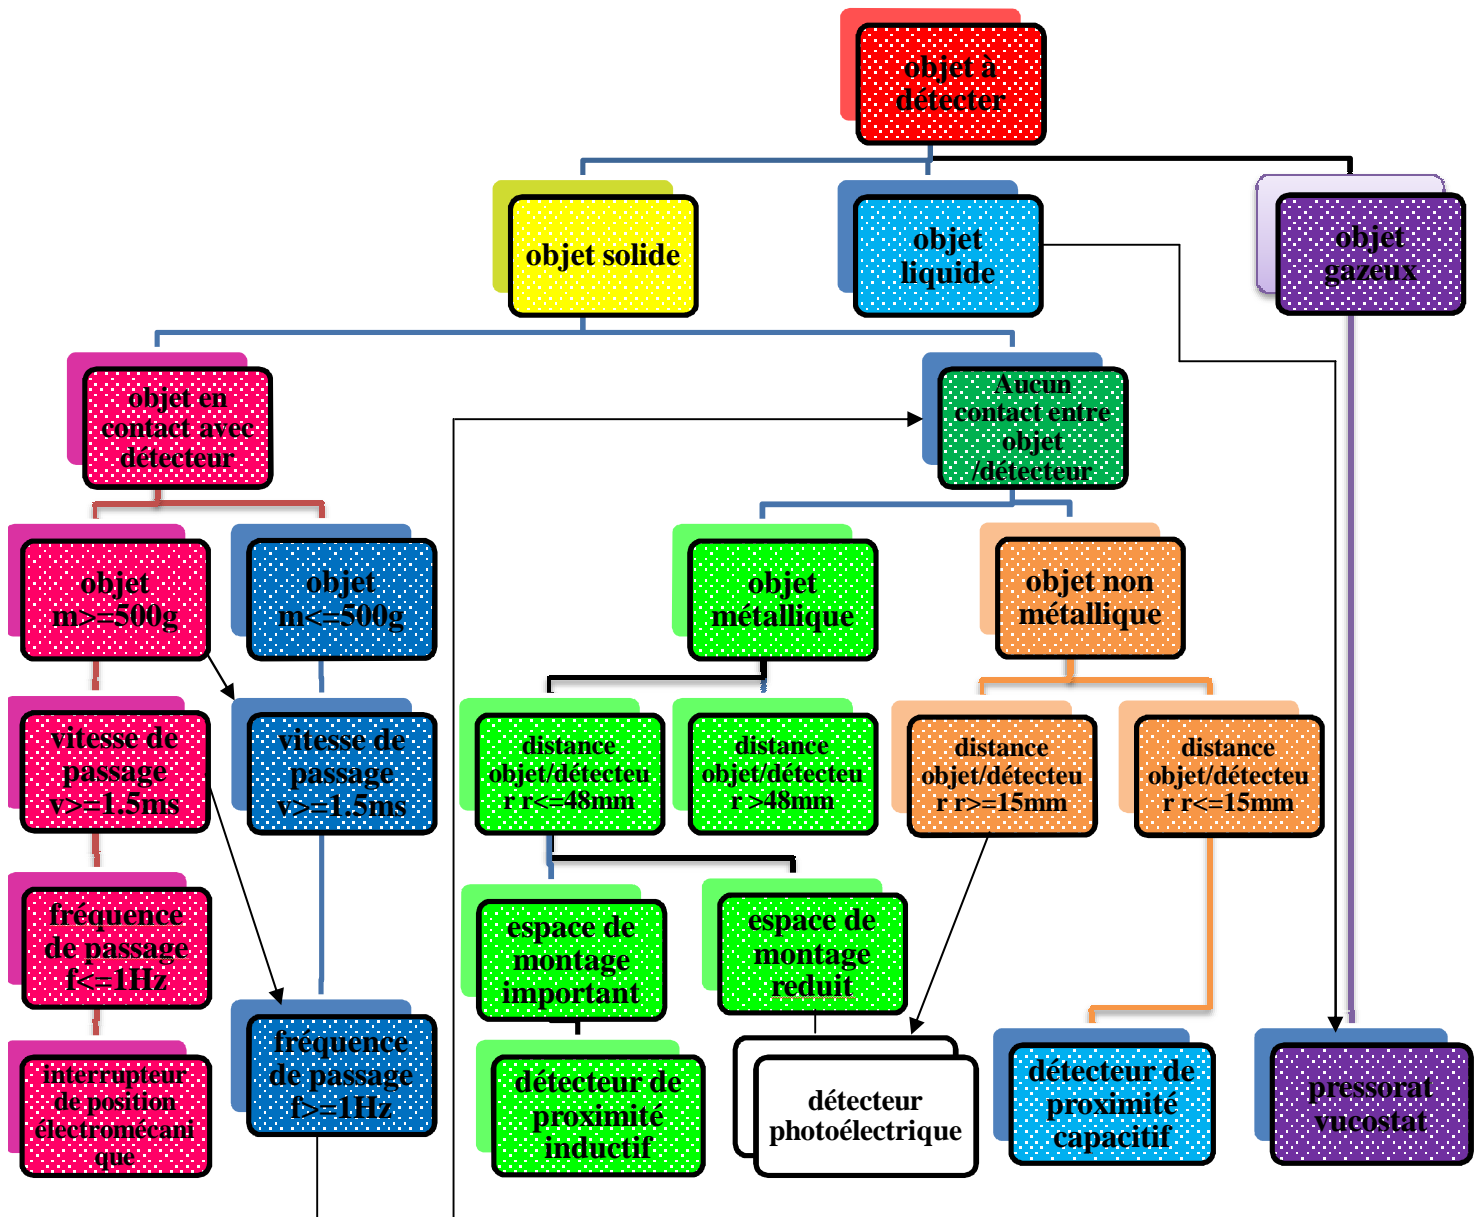 objet à
détecter
objet solide
objet
liquide
objet
gazeux
objet en
contact avec
détecteur
Aucun
contact entre
objet
/détecteur
objet
m>=500g
objet
m<=500g
objet
métallique
objet non
métallique
vitesse de
passage
v>=1.5ms
vitesse de
passage
v>=1.5ms
distance
objet/détecteu
r r<=48mm
distance
objet/détecteu
r >48mm
distance
objet/détecteu
r r>=15mm
distance
objet/détecteu
r r<=15mm
fréquence
de passage
f<=1Hz
espace de
montage
important
espace de
montage
reduit
interrupteur
de position
électromécani
que
fréquence
de passage
f>=1Hz
détecteur de
proximité
inductif
détecteur
photoélectrique
détecteur de
proximité
capacitif
pressorat
vucostat